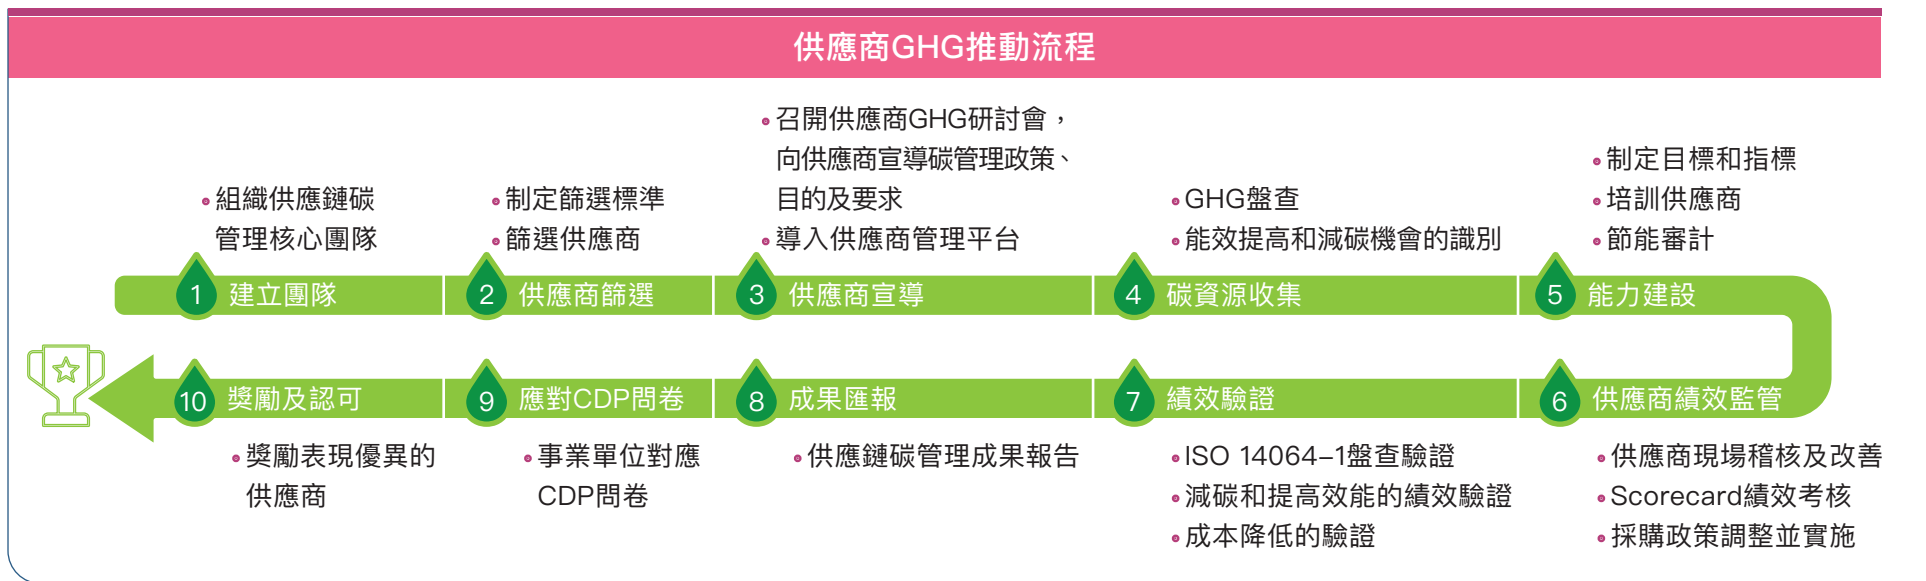 供應商GHG推動流程
組織供應鏈碳
管理核心團隊
1 建立團隊
制定篩選標準
篩選供應商
2 供應商篩選
召開供應商GHG研討會，
向供應商宣導碳管理政策、
目的及要求
導入供應商管理平台
3 供應商宣導
GHG盤查
能效提高和減碳機會的識別
4 碳資源收集
制定目標和指標
培訓供應商
節能審計
5 能力建設
6 供應商績效監管
供應商現場稽核及改善
Scorecard績效考核
採購政策調整並實施
7 績效驗證
ISO 14064–1盤查驗證
減碳和提高效能的績效驗證
成本降低的驗證
8 成果匯報
供應鏈碳管理成果報告
9 應對CDP問卷
事業單位對應
CDP問卷
10 獎勵及認可
獎勵表現優異的
供應商